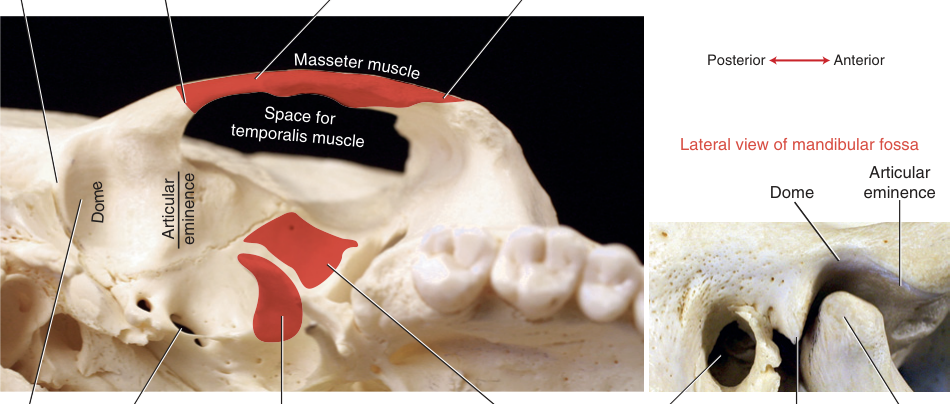 Masseter muscle
Space for
temporalis muscle
Dome
Articular
eminence
Posterior
Anterior
Lateral view of mandibular fossa
Articular
eminence
Dome